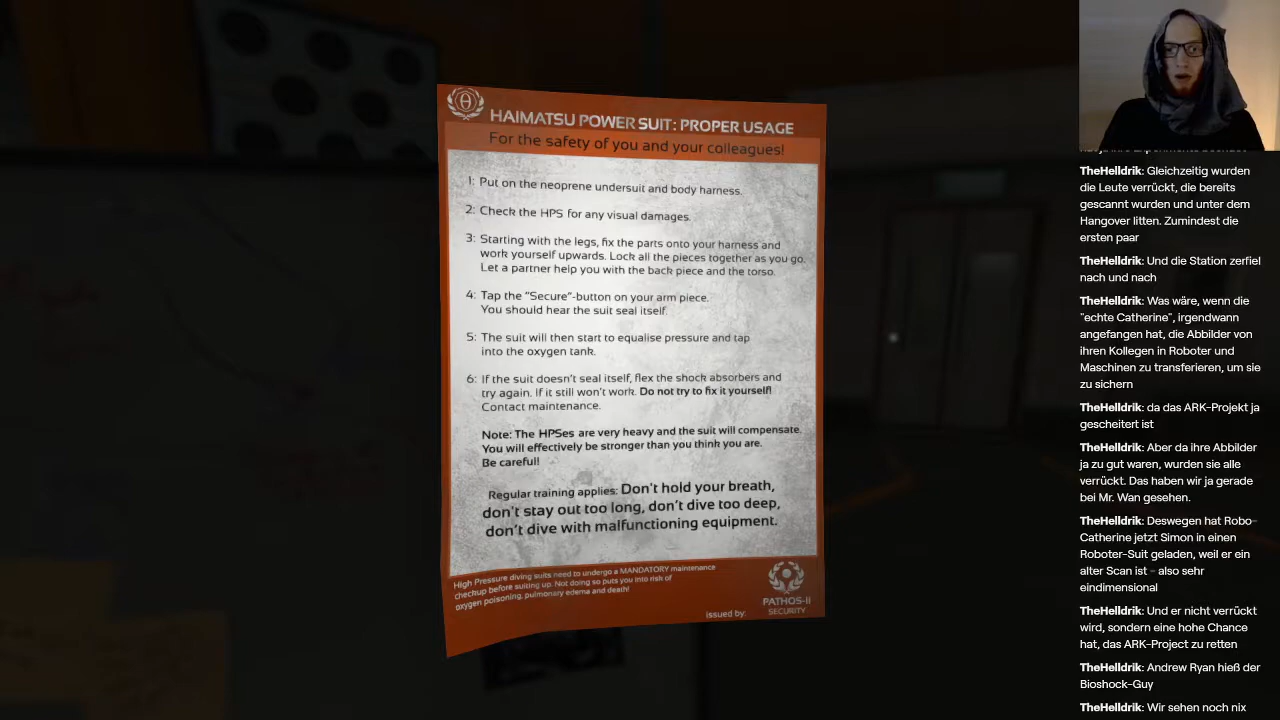 HAIMATSU POWER SUIT: PROPER USAGE
For the safety of you and your colleagues!
1: Put on the neoprene undersuit and body harness.
2: Check the HPS for any visual damages.
3: Starting with the legs, fix the parts onto your harness and
work yourself upwards. Lock all the pieces together as you go.
Let a partner help you with the back piece and the torso.
4: Tap the "Secure"-button on your arm piece.
You should hear the suit seal itself.
5: The suit will then start to equalise pressure and tap
into the oxygen tank.
6: If the suit doesn't seal itself, flex the shock absorbers and
try again. If it still won't work. Do not try to fix it yourself!
Contact maintenance.
Note: The HPSes are very heavy and the suit will compensate.
You will effectively be stronger than you think you are.
Be careful!
Regular training applies: Don't hold your breath,
don't stay out too long, don't dive too deep,
don't dive with malfunctioning equipment.
High Pressure diving suits need to undergo a MANDATORY maintenance
checkup before suiting up. Not doing so puts you into risk of
oxygen poisoning, pulmonary edema and death!
issued by:
PATHOS-II
SECURITY
TheHelldrik: Gleichzeitig wurden
die Leute verrückt, die bereits
gescannt wurden und unter dem
Hangover litten. Zumindest die
ersten paar
TheHelldrik: Und die Station zerfiel
nach und nach
TheHelldrik: Was wäre, wenn die
"echte Catherine", irgendwann
angefangen hat, die Abbilder von
ihren Kollegen in Roboter und
Maschinen zu transferieren, um sie
zu sichern
TheHelldrik: da das ARK-Projekt ja
gescheitert ist
TheHelldrik: Aber da ihre Abbilder
ja zu gut waren, wurden sie alle
verrückt. Das haben wir ja gerade
bei Mr. Wan gesehen.
TheHelldrik: Deswegen hat Robo-
Catherine jetzt Simon in einen
Roboter-Suit geladen, weil er ein
alter Scan ist - also sehr
eindimensional
TheHelldrik: Und er nicht verrückt
wird, sondern eine hohe Chance
hat, das ARK-Project zu retten
TheHelldrik: Andrew Ryan hieß der
Bioshock-Guy
TheHelldrik: Wir sehen noch nix